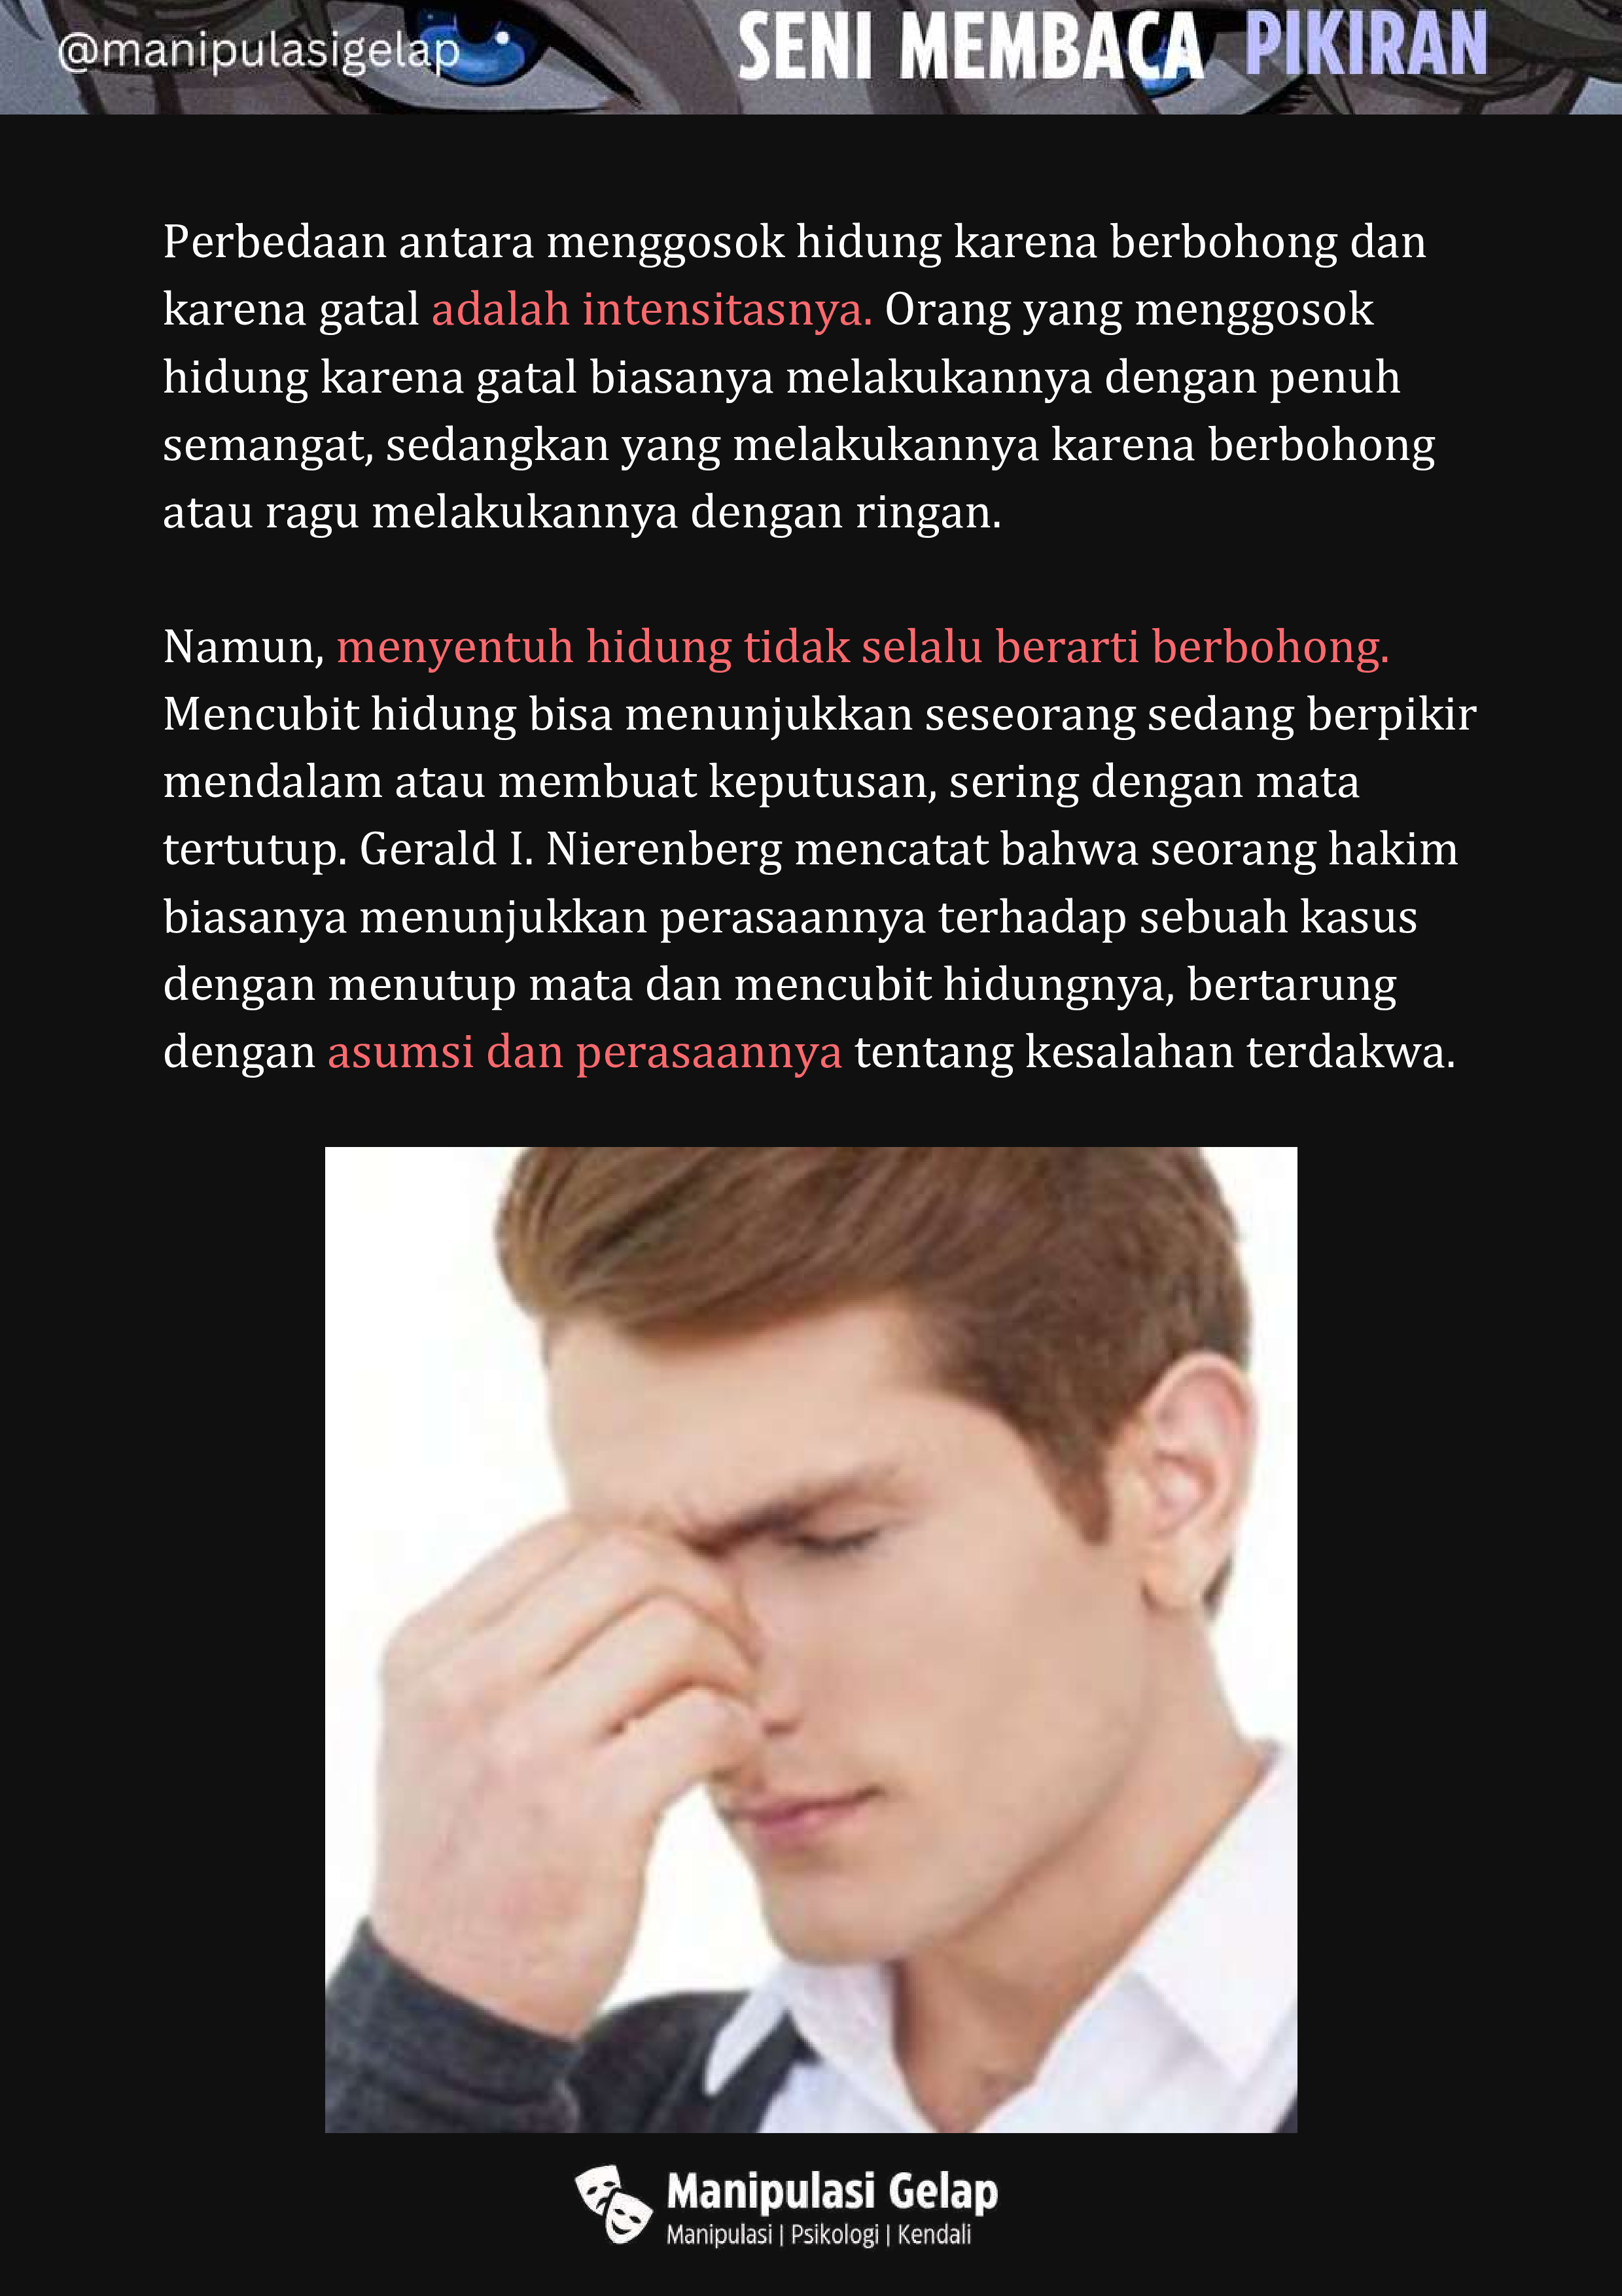 @manipulasigelap
SENI MEMBACA PIKIRAN
Perbedaan antara menggosok hidung karena berbohong dan
karena gatal adalah intensitasnya. Orang yang menggosok
hidung karena gatal biasanya melakukannya dengan penuh
semangat, sedangkan yang melakukannya karena berbohong
atau ragu melakukannya dengan ringan.
Namun, menyentuh hidung tidak selalu berarti berbohong.
Mencubit hidung bisa menunjukkan seseorang sedang berpikir
mendalam atau membuat keputusan, sering dengan mata
tertutup. Gerald I. Nierenberg mencatat bahwa seorang hakim
biasanya menunjukkan perasaannya terhadap sebuah kasus
dengan menutup mata dan mencubit hidungnya, bertarung
dengan asumsi dan perasaannya tentang kesalahan terdakwa.
Manipulasi Gelap
Manipulasi | Psikologi | Kendali